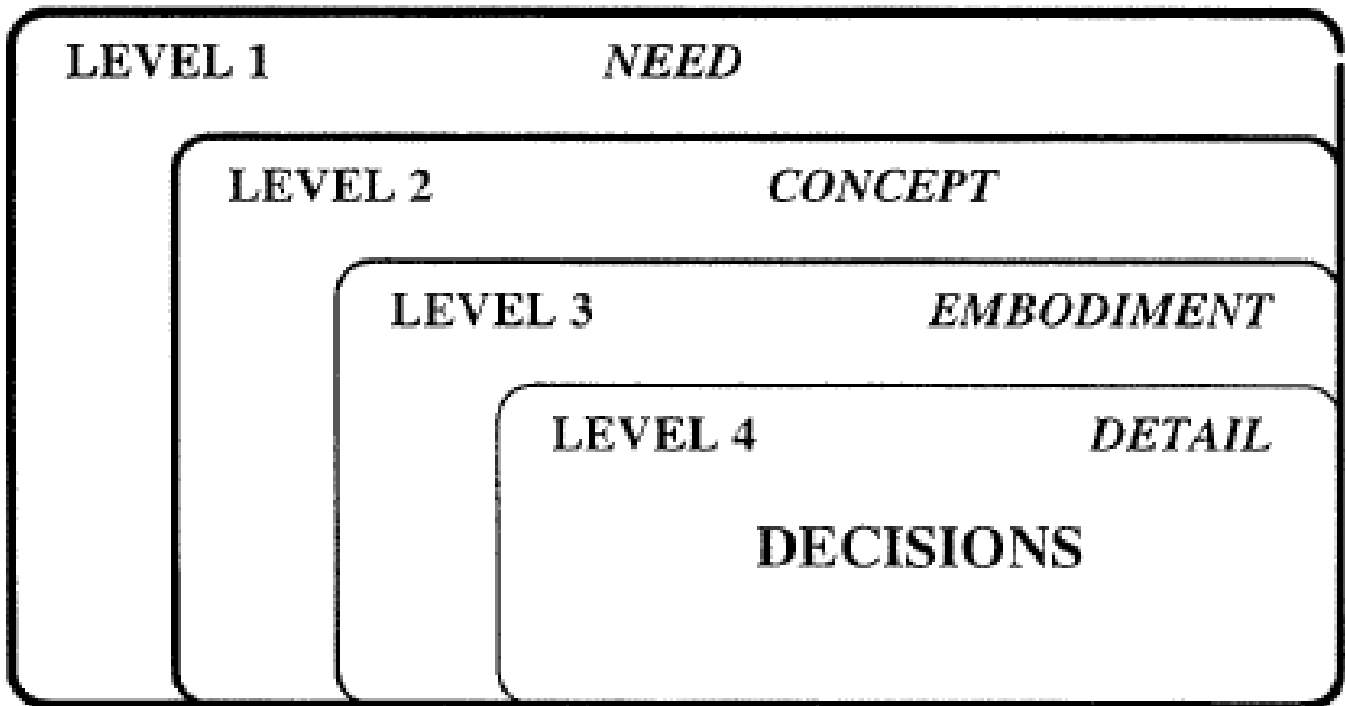 LEVEL 1 NEED
LEVEL 2 CONCEPT
LEVEL 3 EMBODIMENT
LEVEL 4 DETAIL
DECISIONS